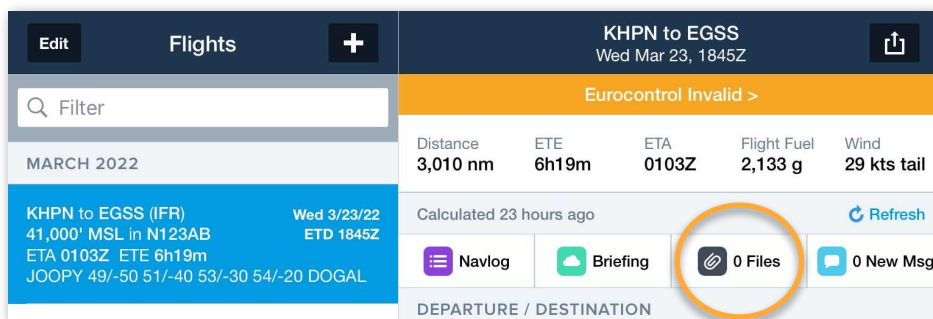 Edit
Flights
KHPN to EGSS
Wed Mar 23, 1845Z
Filter
Eurocontrol Invalid >
MARCH 2022
Distance
3,010 nm
ETE
6h19m
ETA
0103Z
Flight Fuel
2,133 g
Wind
29 kts tail
KHPN to EGSS (IFR)
Wed 3/23/22
41,000' MSL in N123AB
ETD 1845Z
ETA 0103Z ETE 6h19m
JOOPY 49/-50 51/-40 53/-30 54/-20 DOGAL
Calculated 23 hours ago
Refresh
Navlog
Briefing
0 Files
0 New Msg
DEPARTURE / DESTINATION